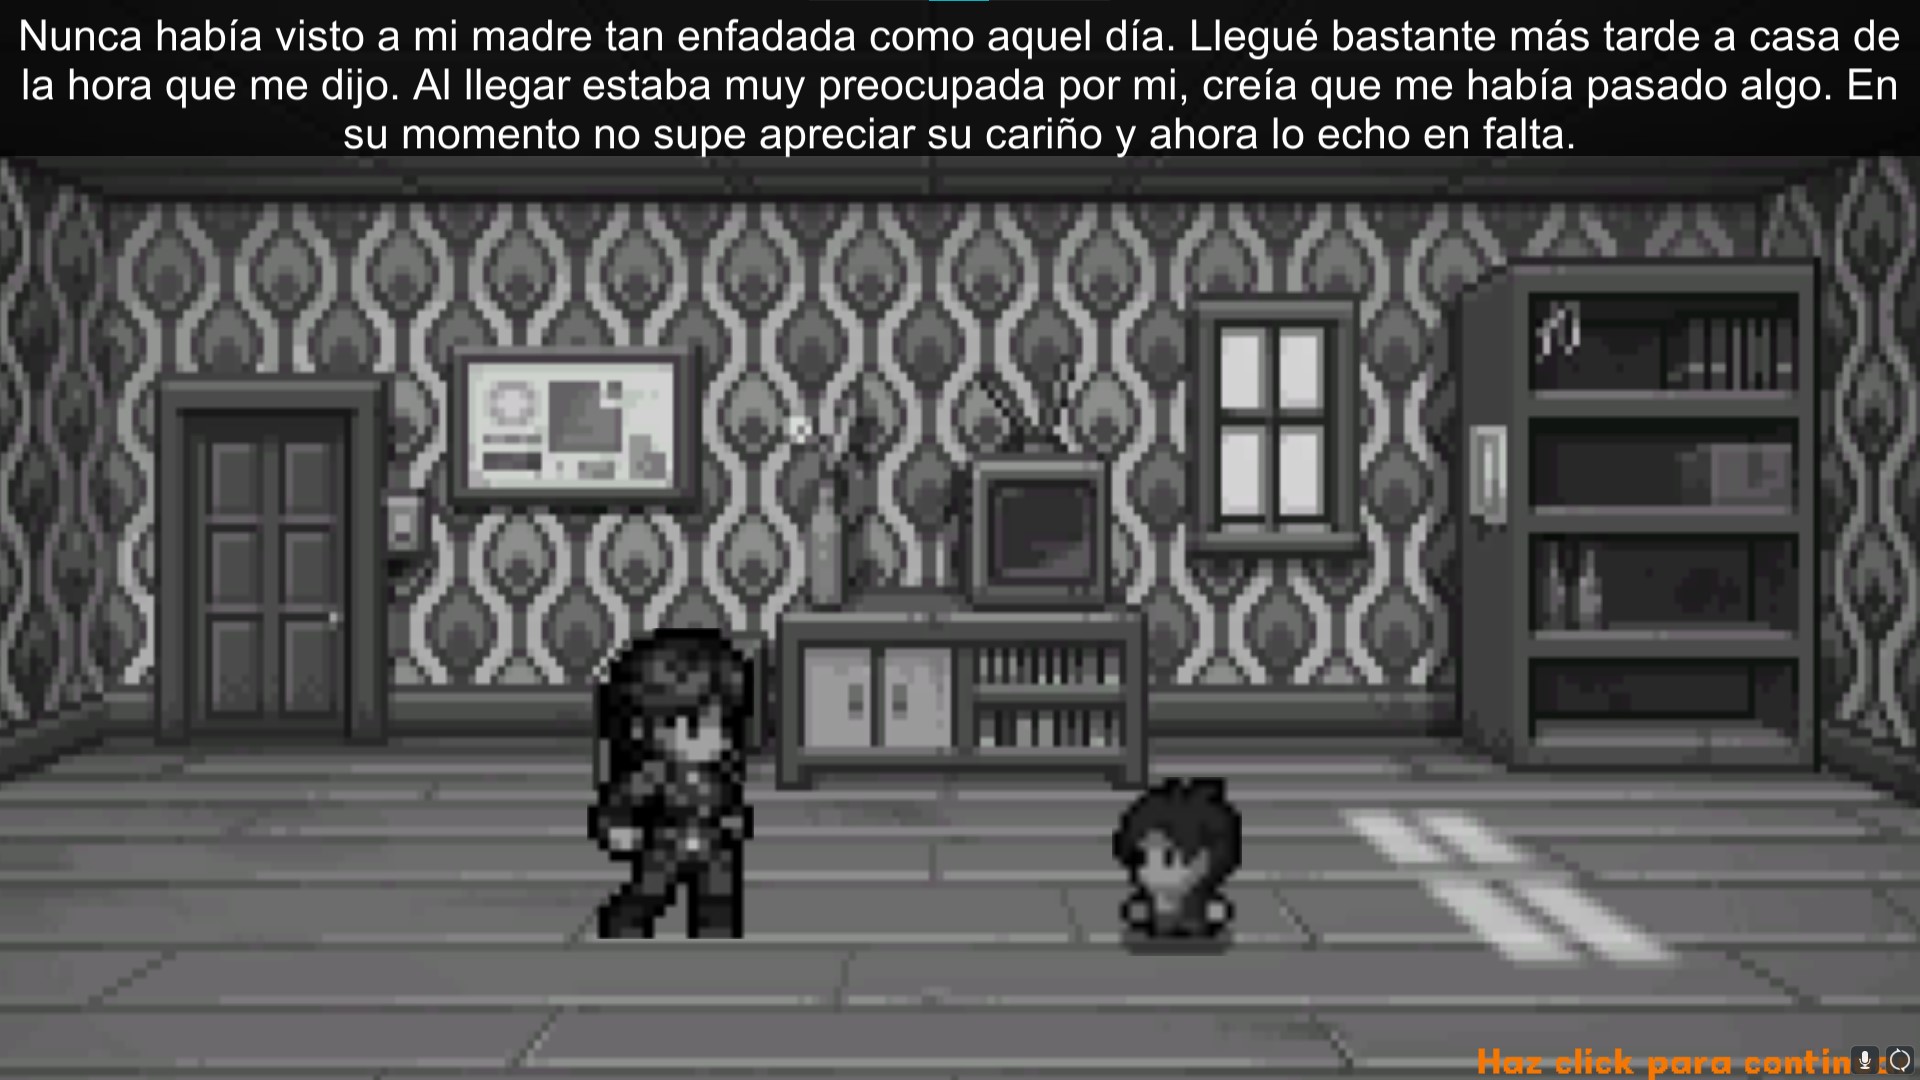 Nunca había visto a mi madre tan enfadada como aquel día. Llegué bastante más tarde a casa de
la hora que me dijo. Al llegar estaba muy preocupada por mi, creía que me había pasado algo. En
su momento no supe apreciar su cariño y ahora lo echo en falta.
Haz click para